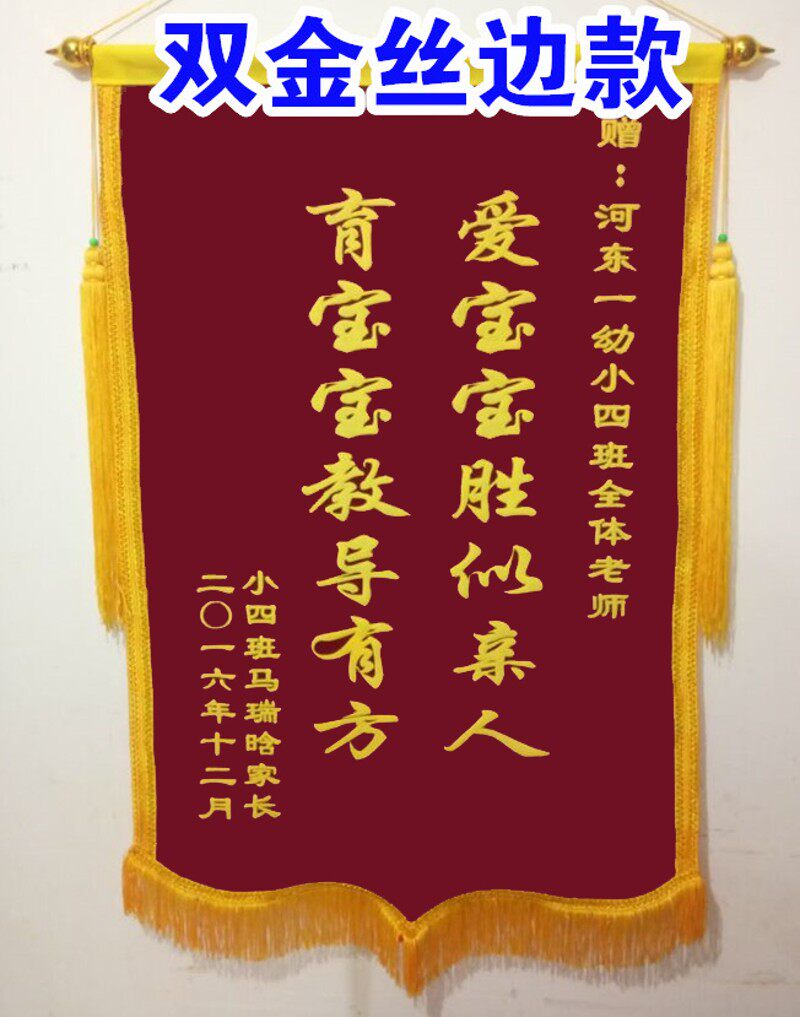 双金丝边款
赠：河东一幼小四班全体老师
爱宝宝胜似亲人
育宝宝教导有方
小四班马瑞晗家长
二〇一六年十二月